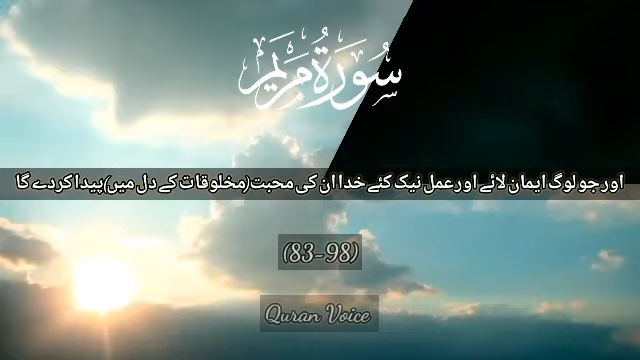 سُورَةُ مَرْيَم
اور جو لوگ ایمان لائے اور عمل نیک کئے خدا ان کی محبت (مخلوقات کے دل میں) پیدا کردے گا
(83-98)
Quran Voice